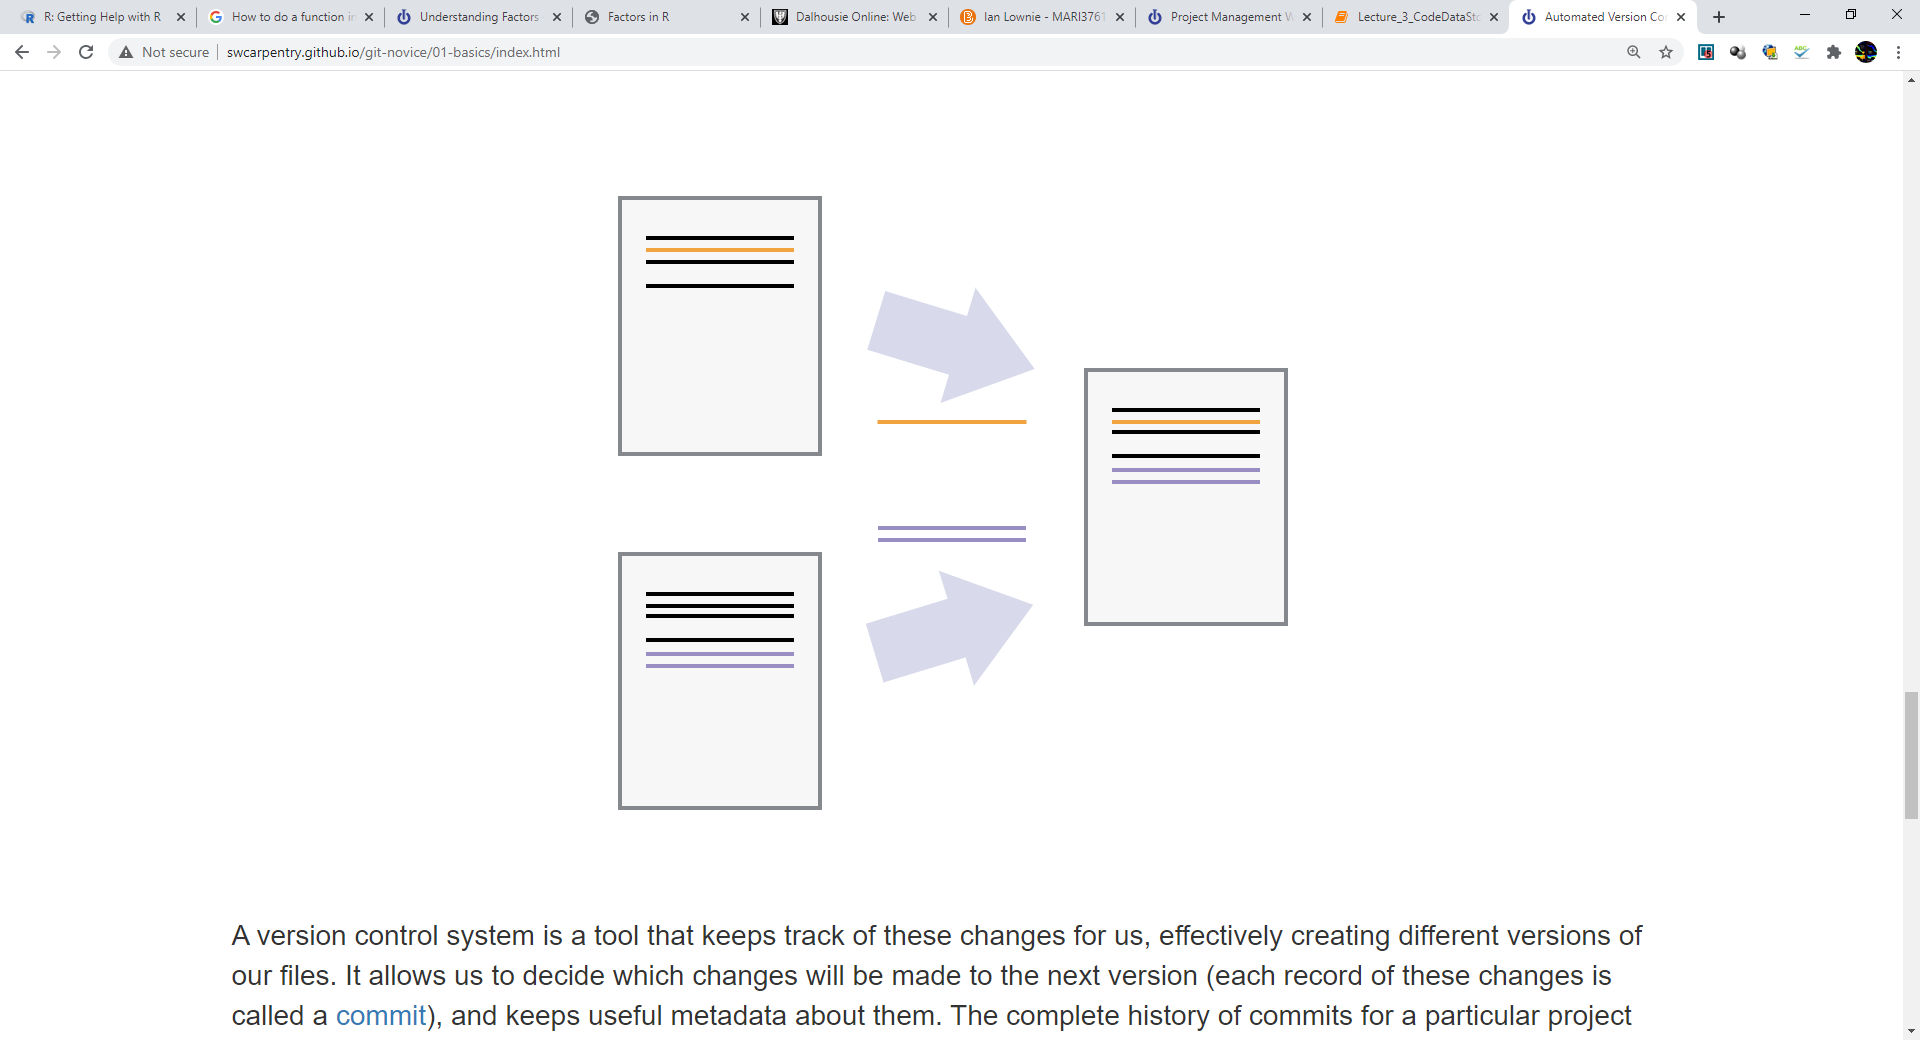 R: Getting Help with R
How to do a function in
Understanding Factors
Factors in R
Dalhousie Online: Web
Ian Lownie - MARI3761
Project Management W
Lecture_3_CodeDataSto
Automated Version Co
Not secure
swcarpentry.github.io/git-novice/01-basics/index.html
A version control system is a tool that keeps track of these changes for us, effectively creating different versions of
our files. It allows us to decide which changes will be made to the next version (each record of these changes is
called a commit), and keeps useful metadata about them. The complete history of commits for a particular project